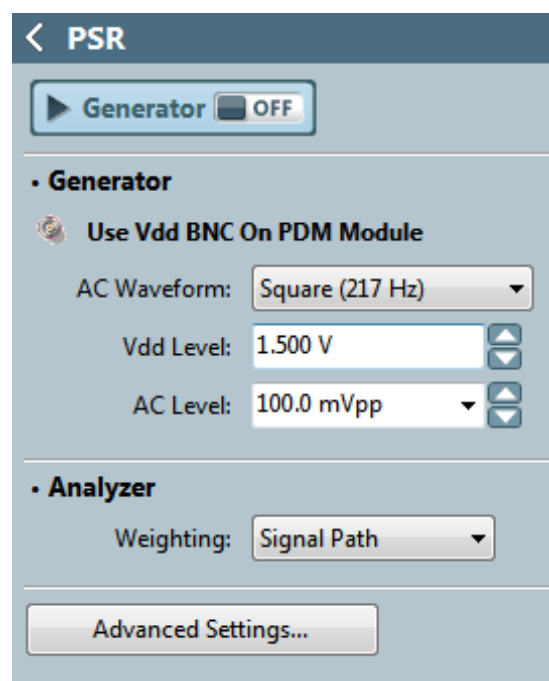 PSR
Generator OFF
• Generator
Use Vdd BNC On PDM Module
AC Waveform: Square (217 Hz)
Vdd Level: 1.500 V
AC Level: 100.0 mVpp
• Analyzer
Weighting: Signal Path
Advanced Settings...